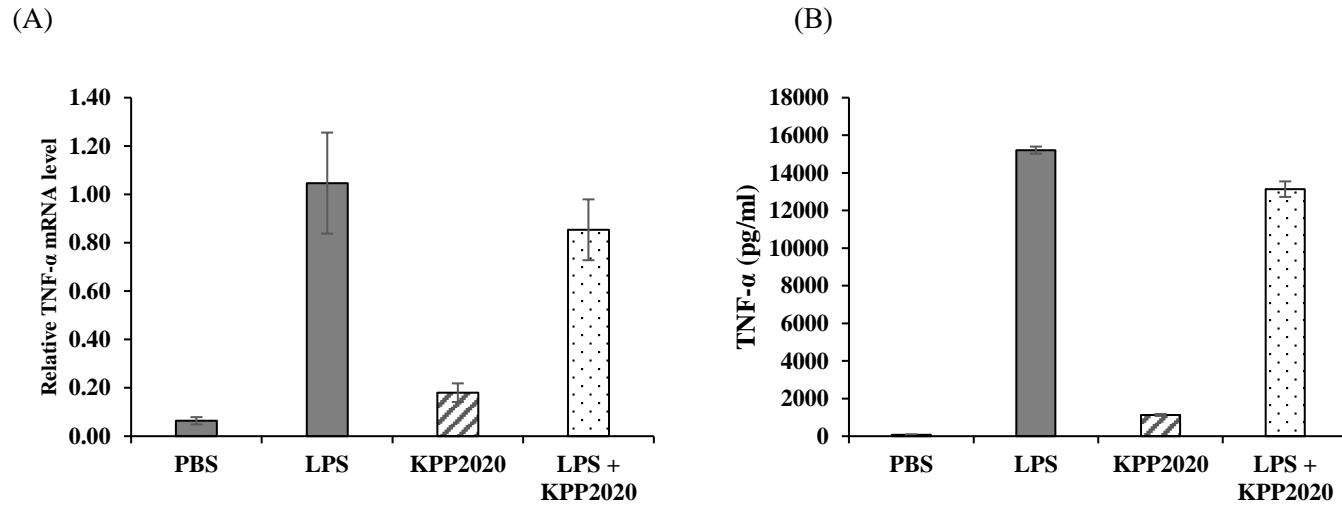 (A)
(B)
1.40
1.20
1.00
0.80
0.60
0.40
0.20
0.00
Relative TNF-α mRNA level
PBS
LPS
KPP2020
LPS +
KPP2020
18000
16000
14000
12000
10000
8000
6000
4000
2000
0
TNF-α (pg/ml)
PBS
LPS
KPP2020
LPS +
KPP2020